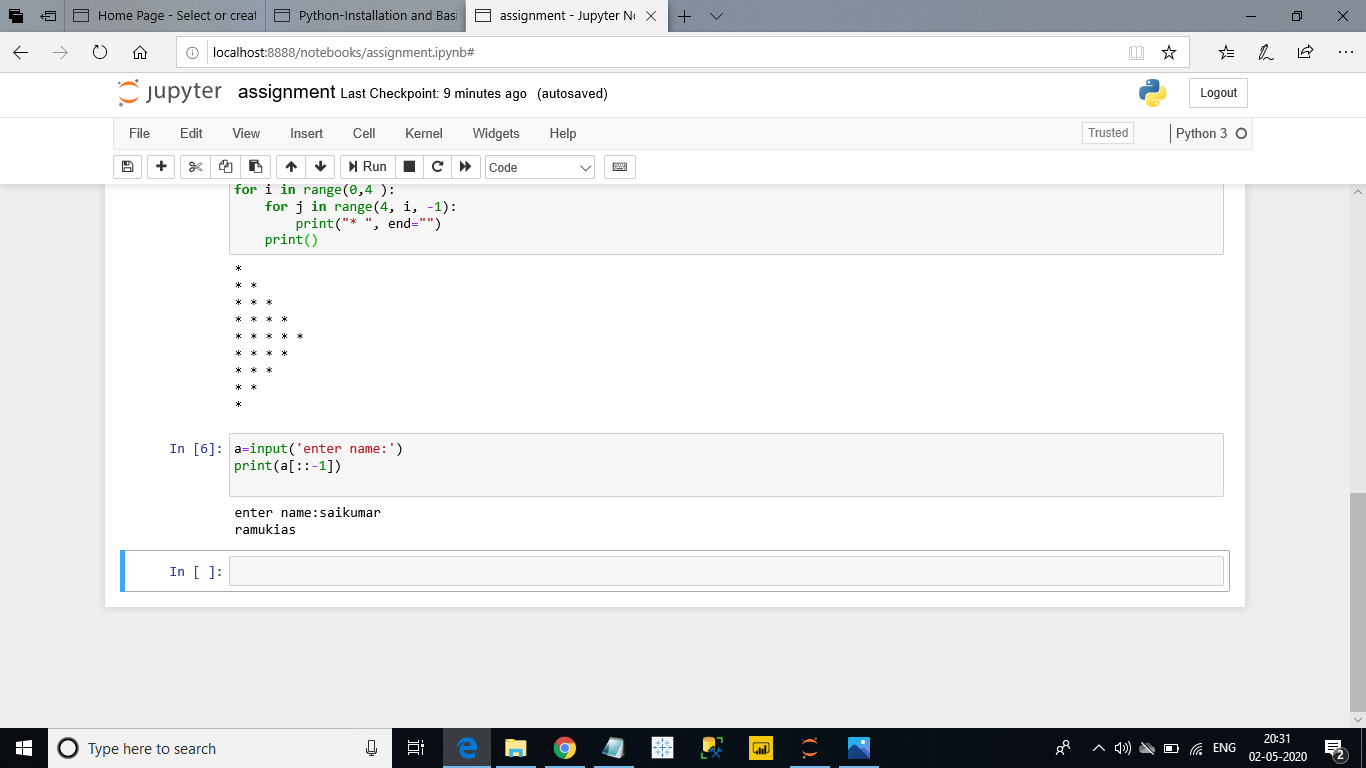 Home Page - Select or creat
Python-Installation and Basi
assignment - Jupyter No
localhost:8888/notebooks/assignment.ipynb#
jupyter assignment Last Checkpoint: 9 minutes ago (autosaved)
Logout
File Edit View Insert Cell Kernel Widgets Help
Trusted
Python 3
Run
Code
for i in range(0,4 ):
    for j in range(4, i, -1):
        print("* ", end="")
    print()
*
* *
* * *
* * * *
* * * * *
* * * *
* * *
* *
*
In [6]: a=input('enter name:')
print(a[::-1])
enter name:saikumar
ramukias
In [ ]:
Type here to search
ENG
20:31
02-05-2020
2